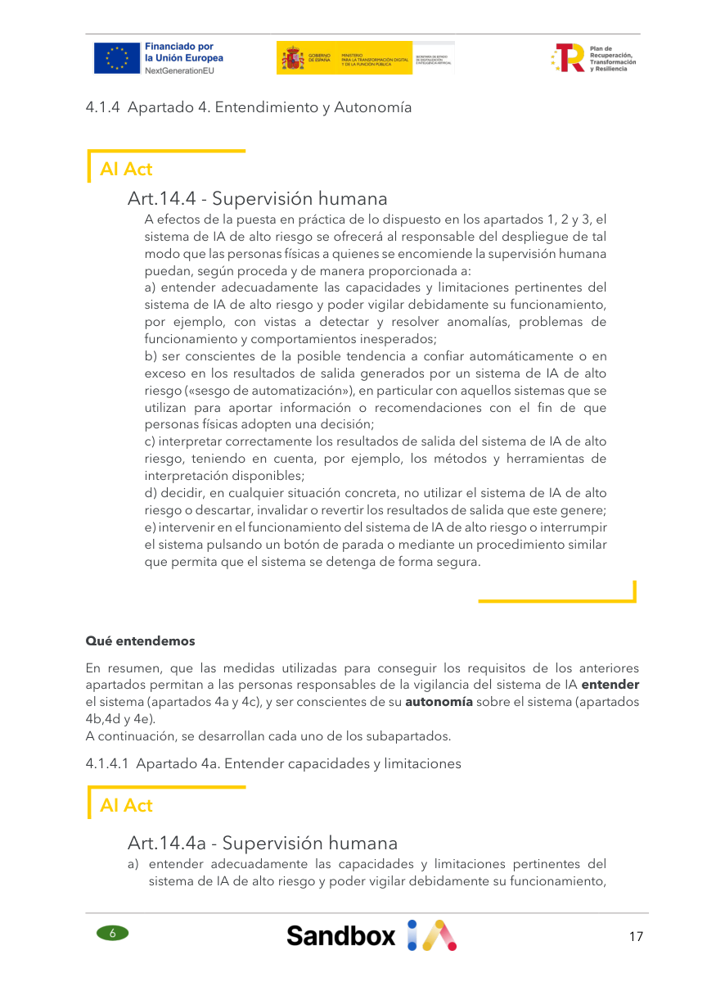 Financiado por
la Unión Europea
NextGenerationEU
GOBIERNO
DE ESPAÑA
MINISTERIO
PARA LA TRANSFORMACIÓN DIGITAL
Y DE LA FUNCIÓN PÚBLICA
SECRETARÍA DE ESTADO
DE DIGITALIZACIÓN
E INTELIGENCIA ARTIFICIAL
Plan de
Recuperación,
Transformación
y Resiliencia
4.1.4 Apartado 4. Entendimiento y Autonomía
AI Act
Art.14.4 - Supervisión humana
A efectos de la puesta en práctica de lo dispuesto en los apartados 1, 2 y 3, el
sistema de IA de alto riesgo se ofrecerá al responsable del despliegue de tal
modo que las personas físicas a quienes se encomiende la supervisión humana
puedan, según proceda y de manera proporcionada a:
a) entender adecuadamente las capacidades y limitaciones pertinentes del
sistema de IA de alto riesgo y poder vigilar debidamente su funcionamiento,
por ejemplo, con vistas a detectar y resolver anomalías, problemas de
funcionamiento y comportamientos inesperados;
b) ser conscientes de la posible tendencia a confiar automáticamente o en
exceso en los resultados de salida generados por un sistema de IA de alto
riesgo («sesgo de automatización»), en particular con aquellos sistemas que se
utilizan para aportar información o recomendaciones con el fin de que
personas físicas adopten una decisión;
c) interpretar correctamente los resultados de salida del sistema de IA de alto
riesgo, teniendo en cuenta, por ejemplo, los métodos y herramientas de
interpretación disponibles;
d) decidir, en cualquier situación concreta, no utilizar el sistema de IA de alto
riesgo o descartar, invalidar o revertir los resultados de salida que este genere;
e) intervenir en el funcionamiento del sistema de IA de alto riesgo o interrumpir
el sistema pulsando un botón de parada o mediante un procedimiento similar
que permita que el sistema se detenga de forma segura.
Qué entendemos
En resumen, que las medidas utilizadas para conseguir los requisitos de los anteriores
apartados permitan a las personas responsables de la vigilancia del sistema de IA entender
el sistema (apartados 4a y 4c), y ser conscientes de su autonomía sobre el sistema (apartados
4b,4d y 4e).
A continuación, se desarrollan cada uno de los subapartados.
4.1.4.1 Apartado 4a. Entender capacidades y limitaciones
AI Act
Art.14.4a - Supervisión humana
a) entender adecuadamente las capacidades y limitaciones pertinentes del
sistema de IA de alto riesgo y poder vigilar debidamente su funcionamiento,
6
Sandbox IA
17